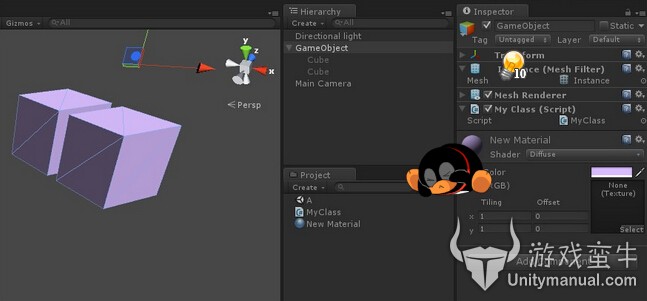 Gizmos All
y
x
Persp
Hierarchy
Create All
Directional light
GameObject
Cube
Cube
Main Camera
Project
Create
A
MyClass
New Material
Inspector
GameObject Static
Tag Untagged Layer Default
10
Instance (Mesh Filter)
Mesh Instance
Mesh Renderer
My Class (Script)
Script MyClass
New Material
Shader Diffuse
Color
None
(Texture)
Tiling Offset
x 1 0
y 1 0
Select
游戏蛮牛
Unitymanual.com